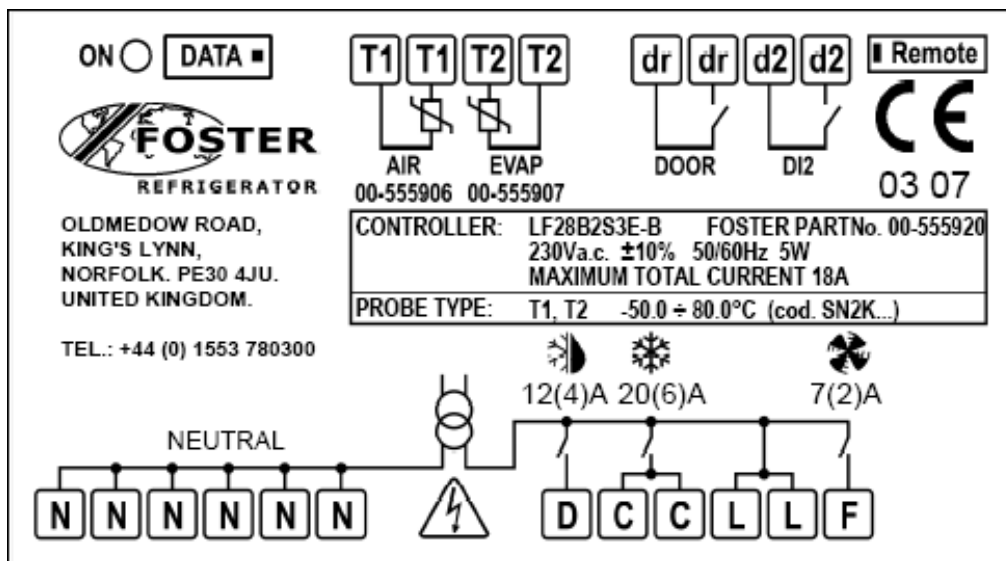 ON DATA
T1 T1 T2 T2
dr dr d2 d2
Remote
FOSTER
REFRIGERATOR
AIR EVAP
00-555906 00-555907
DOOR DI2
CE
03 07
OLDMEDOW ROAD,
KING'S LYNN,
NORFOLK. PE30 4JU.
UNITED KINGDOM.
TEL.: +44 (0) 1553 780300
CONTROLLER: LF28B2S3E-B FOSTER PARTNo. 00-555920
230Va.c. ±10% 50/60Hz 5W
MAXIMUM TOTAL CURRENT 18A
PROBE TYPE: T1, T2 -50.0 ÷ 80.0°C (cod. SN2K...)
12(4)A 20(6)A 7(2)A
NEUTRAL
N N N N N N D C C L L F